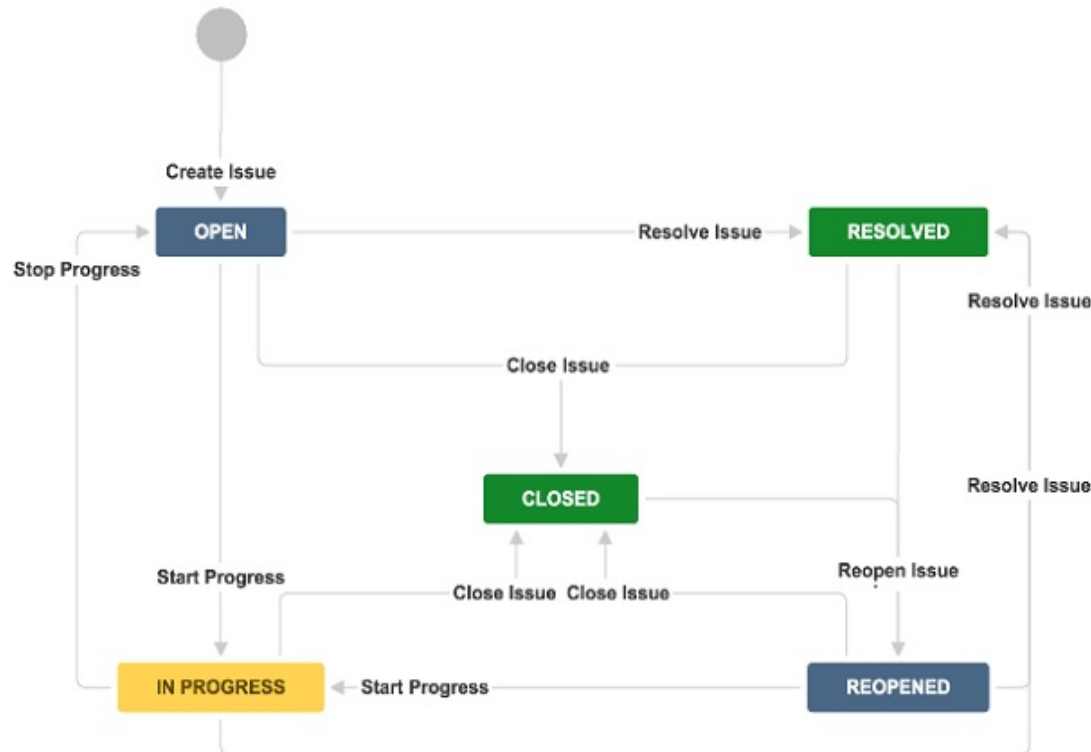 Create Issue
OPEN
Resolve Issue
RESOLVED
Stop Progress
Resolve Issue
Close Issue
CLOSED
Resolve Issue
Start Progress
Close Issue
Close Issue
Reopen Issue
IN PROGRESS
Start Progress
REOPENED